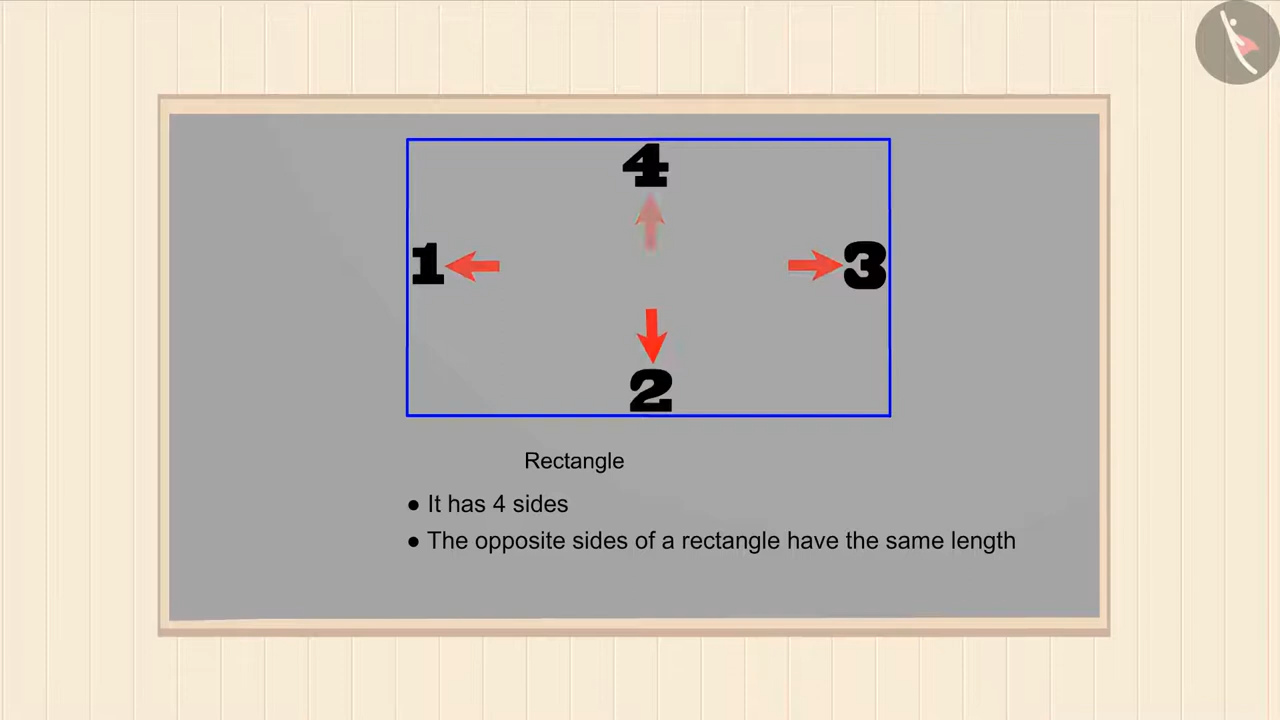 4
1
3
2
Rectangle
● It has 4 sides
● The opposite sides of a rectangle have the same length